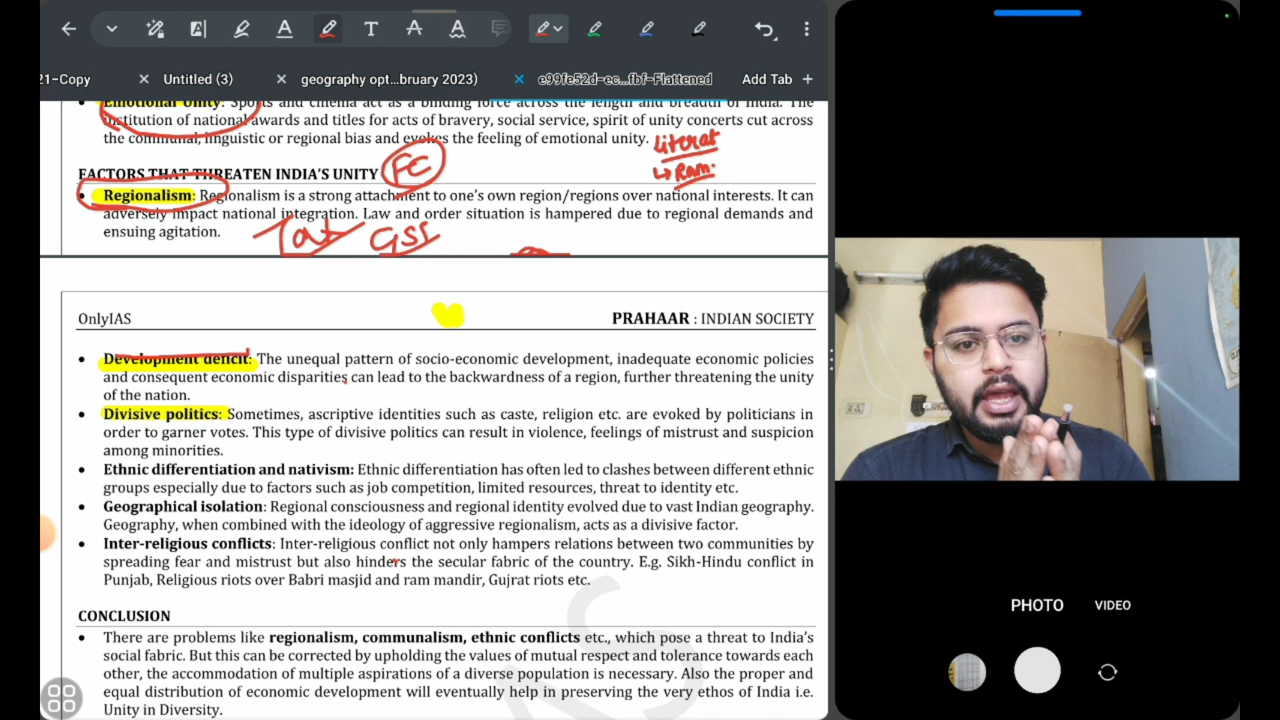 21-Copy
Untitled (3)
geography opt...bruary 2023)
e99fe52d-ec...fbf-Flattened
Add Tab +
• Emotional Unity: Sports and cinema act as a binding force across the length and breadth of India. The
institution of national awards and titles for acts of bravery, social service, spirit of unity concerts cut across
the communal, linguistic or regional bias and evokes the feeling of emotional unity.
literat
↳ Ram.
FACTORS THAT THREATEN INDIA'S UNITY
FC
• Regionalism: Regionalism is a strong attachment to one's own region/regions over national interests. It can
adversely impact national integration. Law and order situation is hampered due to regional demands and
ensuing agitation.
GSI
OnlyIAS
PRAHAAR : INDIAN SOCIETY
• Development deficit: The unequal pattern of socio-economic development, inadequate economic policies
and consequent economic disparities can lead to the backwardness of a region, further threatening the unity
of the nation.
• Divisive politics: Sometimes, ascriptive identities such as caste, religion etc. are evoked by politicians in
order to garner votes. This type of divisive politics can result in violence, feelings of mistrust and suspicion
among minorities.
• Ethnic differentiation and nativism: Ethnic differentiation has often led to clashes between different ethnic
groups especially due to factors such as job competition, limited resources, threat to identity etc.
• Geographical isolation: Regional consciousness and regional identity evolved due to vast Indian geography.
Geography, when combined with the ideology of aggressive regionalism, acts as a divisive factor.
• Inter-religious conflicts: Inter-religious conflict not only hampers relations between two communities by
spreading fear and mistrust but also hinders the secular fabric of the country. E.g. Sikh-Hindu conflict in
Punjab, Religious riots over Babri masjid and ram mandir, Gujrat riots etc.
CONCLUSION
• There are problems like regionalism, communalism, ethnic conflicts etc., which pose a threat to India's
social fabric. But this can be corrected by upholding the values of mutual respect and tolerance towards each
other, the accommodation of multiple aspirations of a diverse population is necessary. Also the proper and
equal distribution of economic development will eventually help in preserving the very ethos of India i.e.
Unity in Diversity.
PHOTO
VIDEO